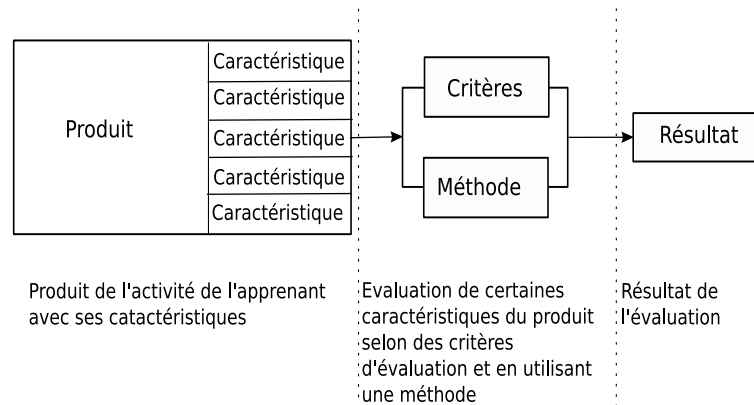 Produit
Caractéristique
Caractéristique
Caractéristique
Caractéristique
Caractéristique
Critères
Méthode
Résultat
Produit de l'activité de l'apprenant
avec ses catactéristiques
Evaluation de certaines
caractéristiques du produit
selon des critères
d'évaluation et en utilisant
une méthode
Résultat de
l'évaluation